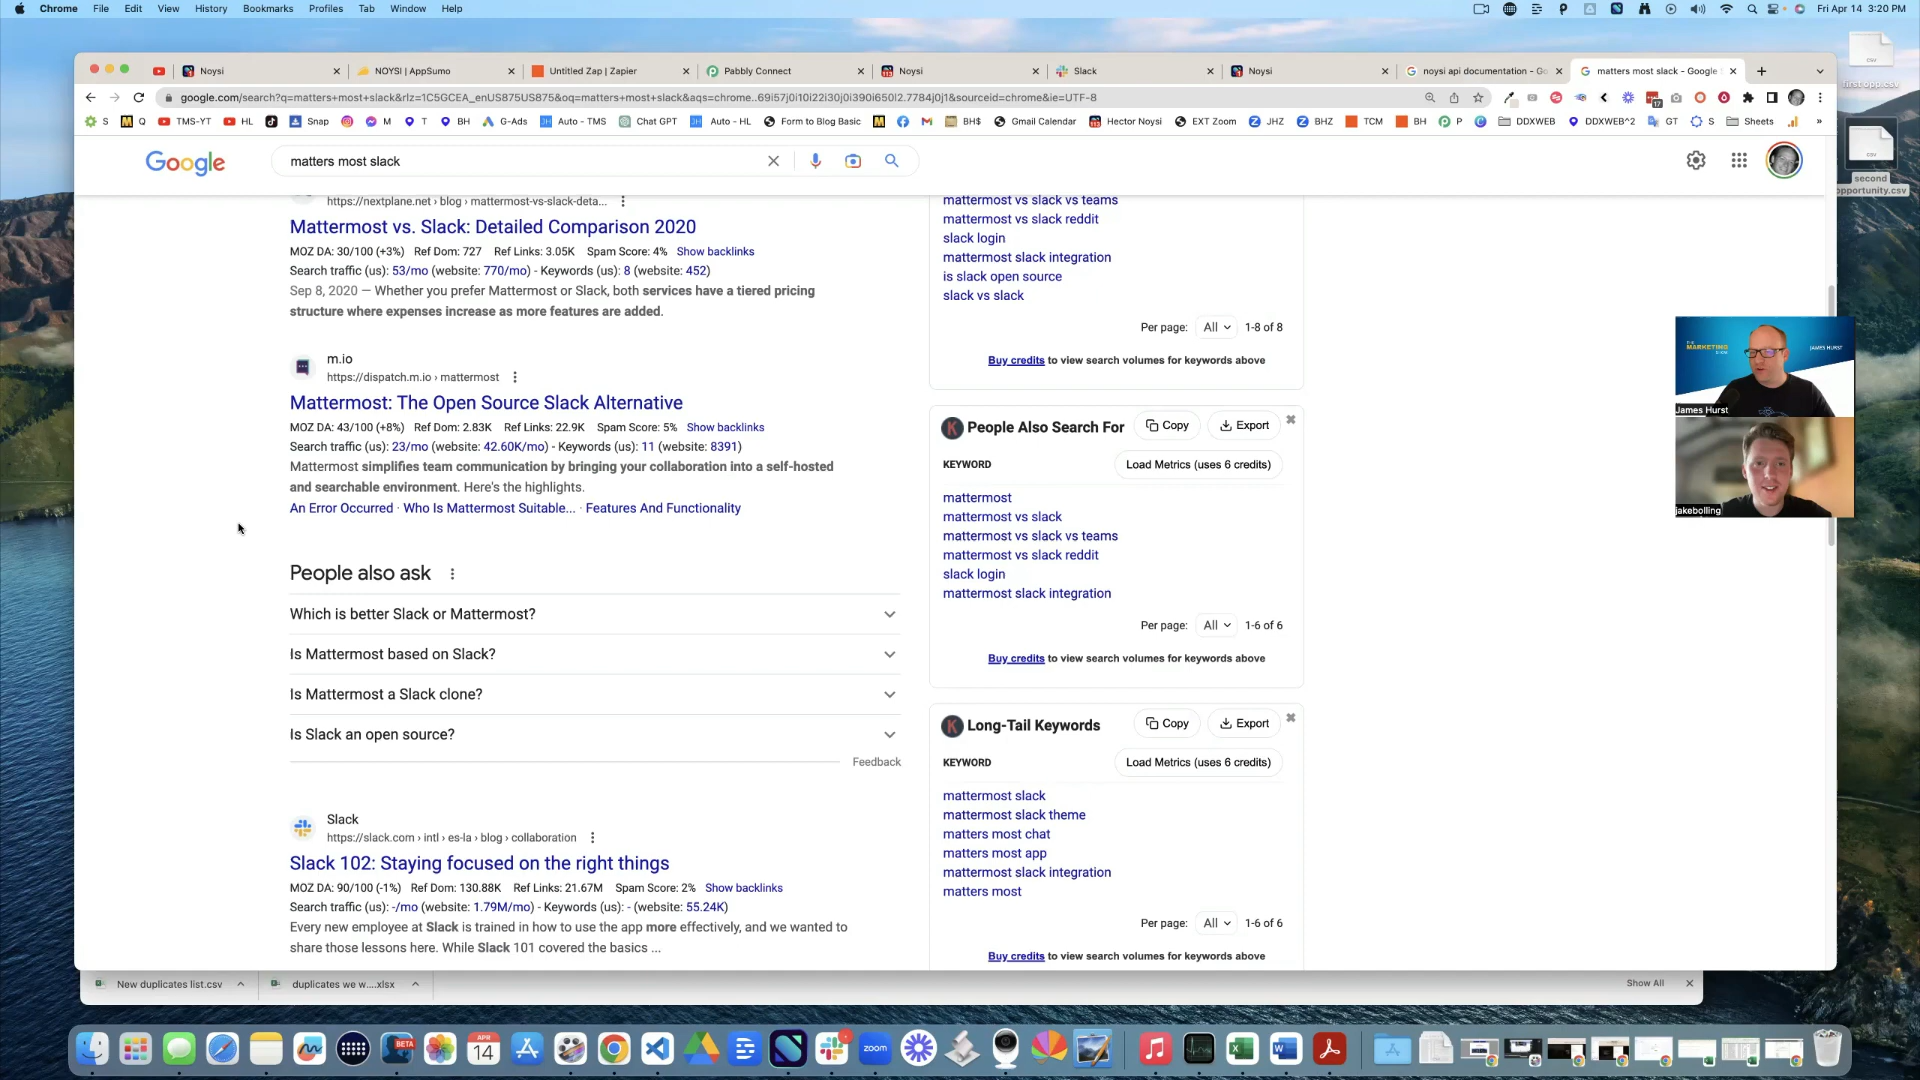 Chrome File Edit View History Bookmarks Profiles Tab Window Help
Fri Apr 14 3:20 PM
Noysi
NOYSI | AppSumo
Untitled Zap | Zapier
Pabbly Connect
Noysi
Slack
Noysi
noysi api documentation - Go
matters most slack - Google
google.com/search?q=matters+most+slack&rlz=1C5GCEA_enUS875US875&oq=matters+most+slack&aqs=chrome..69i57j0i10i22i30j0i390i650l2.7784j0j1&sourceid=chrome&ie=UTF-8
S Q TMS-YT HL Snap M T BH G-Ads Auto - TMS Chat GPT Auto - HL Form to Blog Basic BH$ Gmail Calendar Hector Noysi EXT Zoom JHZ BHZ TCM BH P DDXWEB DDXWEB^2 GT S Sheets »
Google
matters most slack
https://nextplane.net › blog › mattermost-vs-slack-deta...
Mattermost vs. Slack: Detailed Comparison 2020
MOZ DA: 30/100 (+3%) Ref Dom: 727 Ref Links: 3.05K Spam Score: 4% Show backlinks
Search traffic (us): 53/mo (website: 770/mo) - Keywords (us): 8 (website: 452)
Sep 8, 2020 — Whether you prefer Mattermost or Slack, both services have a tiered pricing
structure where expenses increase as more features are added.
m.io
https://dispatch.m.io › mattermost
Mattermost: The Open Source Slack Alternative
MOZ DA: 43/100 (+8%) Ref Dom: 2.83K Ref Links: 22.9K Spam Score: 5% Show backlinks
Search traffic (us): 23/mo (website: 42.60K/mo) - Keywords (us): 11 (website: 8391)
Mattermost simplifies team communication by bringing your collaboration into a self-hosted
and searchable environment. Here's the highlights.
An Error Occurred · Who Is Mattermost Suitable... · Features And Functionality
People also ask
Which is better Slack or Mattermost?
Is Mattermost based on Slack?
Is Mattermost a Slack clone?
Is Slack an open source?
Feedback
Slack
https://slack.com › intl › es-la › blog › collaboration
Slack 102: Staying focused on the right things
MOZ DA: 90/100 (-1%) Ref Dom: 130.88K Ref Links: 21.67M Spam Score: 2% Show backlinks
Search traffic (us): -/mo (website: 1.79M/mo) - Keywords (us): - (website: 55.24K)
Every new employee at Slack is trained in how to use the app more effectively, and we wanted to
share those lessons here. While Slack 101 covered the basics ...
mattermost vs slack vs teams
mattermost vs slack reddit
slack login
mattermost slack integration
is slack open source
slack vs slack
Per page: All 1-8 of 8
Buy credits to view search volumes for keywords above
People Also Search For Copy Export
KEYWORD Load Metrics (uses 6 credits)
mattermost
mattermost vs slack
mattermost vs slack vs teams
mattermost vs slack reddit
slack login
mattermost slack integration
Per page: All 1-6 of 6
Buy credits to view search volumes for keywords above
Long-Tail Keywords Copy Export
KEYWORD Load Metrics (uses 6 credits)
mattermost slack
mattermost slack theme
matters most chat
matters most app
mattermost slack integration
matters most
Per page: All 1-6 of 6
Buy credits to view search volumes for keywords above
THE
MARKETING
SHOW
JAMES HURST
James Hurst
jakebolling
first opp.csv
second
opportunity.csv
New duplicates list.csv
duplicates we w....xlsx
Show All
BETA
APR
14
zoom